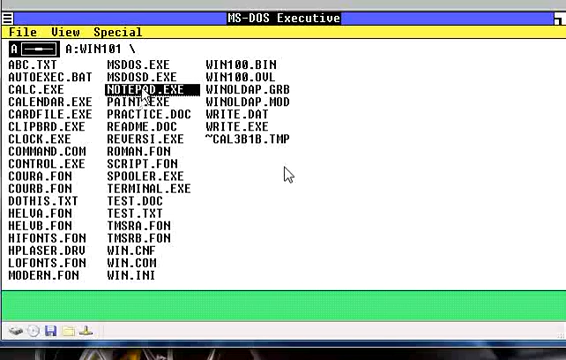 MS-DOS Executive
File View Special
A A:WIN101 \
ABC.TXT MSDOS.EXE WIN100.BIN
AUTOEXEC.BAT MSDOSD.EXE WIN100.OVL
CALC.EXE NOTEPAD.EXE WINOLDAP.GRB
CALENDAR.EXE PAINT.EXE WINOLDAP.MOD
CARDFILE.EXE PRACTICE.DOC WRITE.DAT
CLIPBRD.EXE README.DOC WRITE.EXE
CLOCK.EXE REVERSI.EXE ~CAL3B1B.TMP
COMMAND.COM ROMAN.FON
CONTROL.EXE SCRIPT.FON
COURA.FON SPOOLER.EXE
COURB.FON TERMINAL.EXE
DOTHIS.TXT TEST.DOC
HELVA.FON TEST.TXT
HELVB.FON TMSRA.FON
HIFONTS.FON TMSRB.FON
HPLASER.DRV WIN.CNF
LOFONTS.FON WIN.COM
MODERN.FON WIN.INI